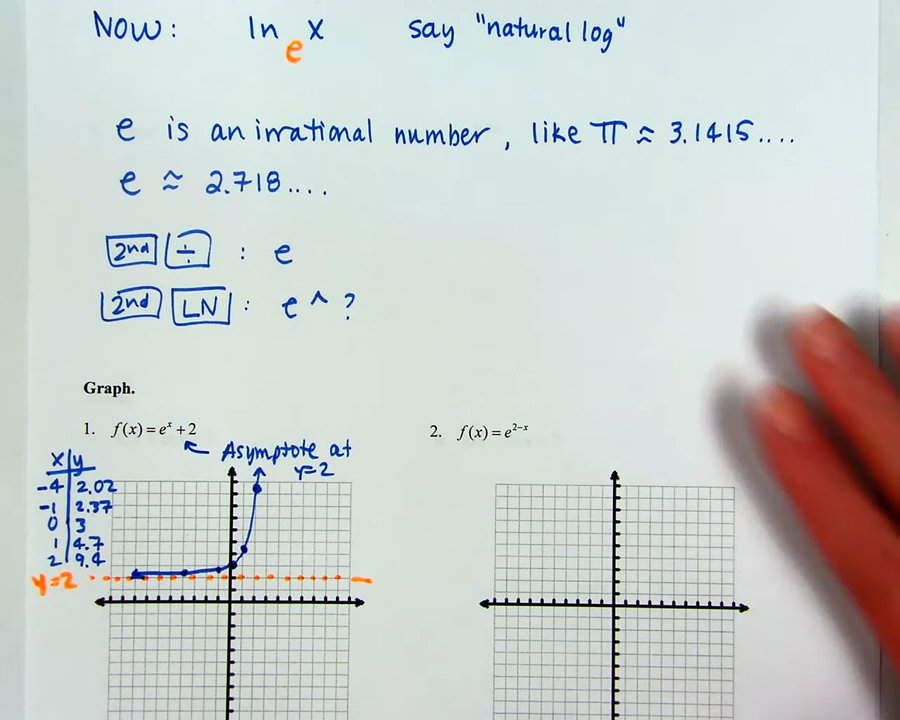 NOW: ln e x say "natural log"
e is an irrational number, like π ≈ 3.1415....
e ≈ 2.718....
2nd ÷ : e
2nd LN : e ^ ?
Graph.
1. f(x) = eˣ + 2
2. f(x) = e²⁻ˣ
← Asymptote at
y=2
x y
-4 2.02
-1 2.37
0 3
1 4.7
2 9.4
y=2